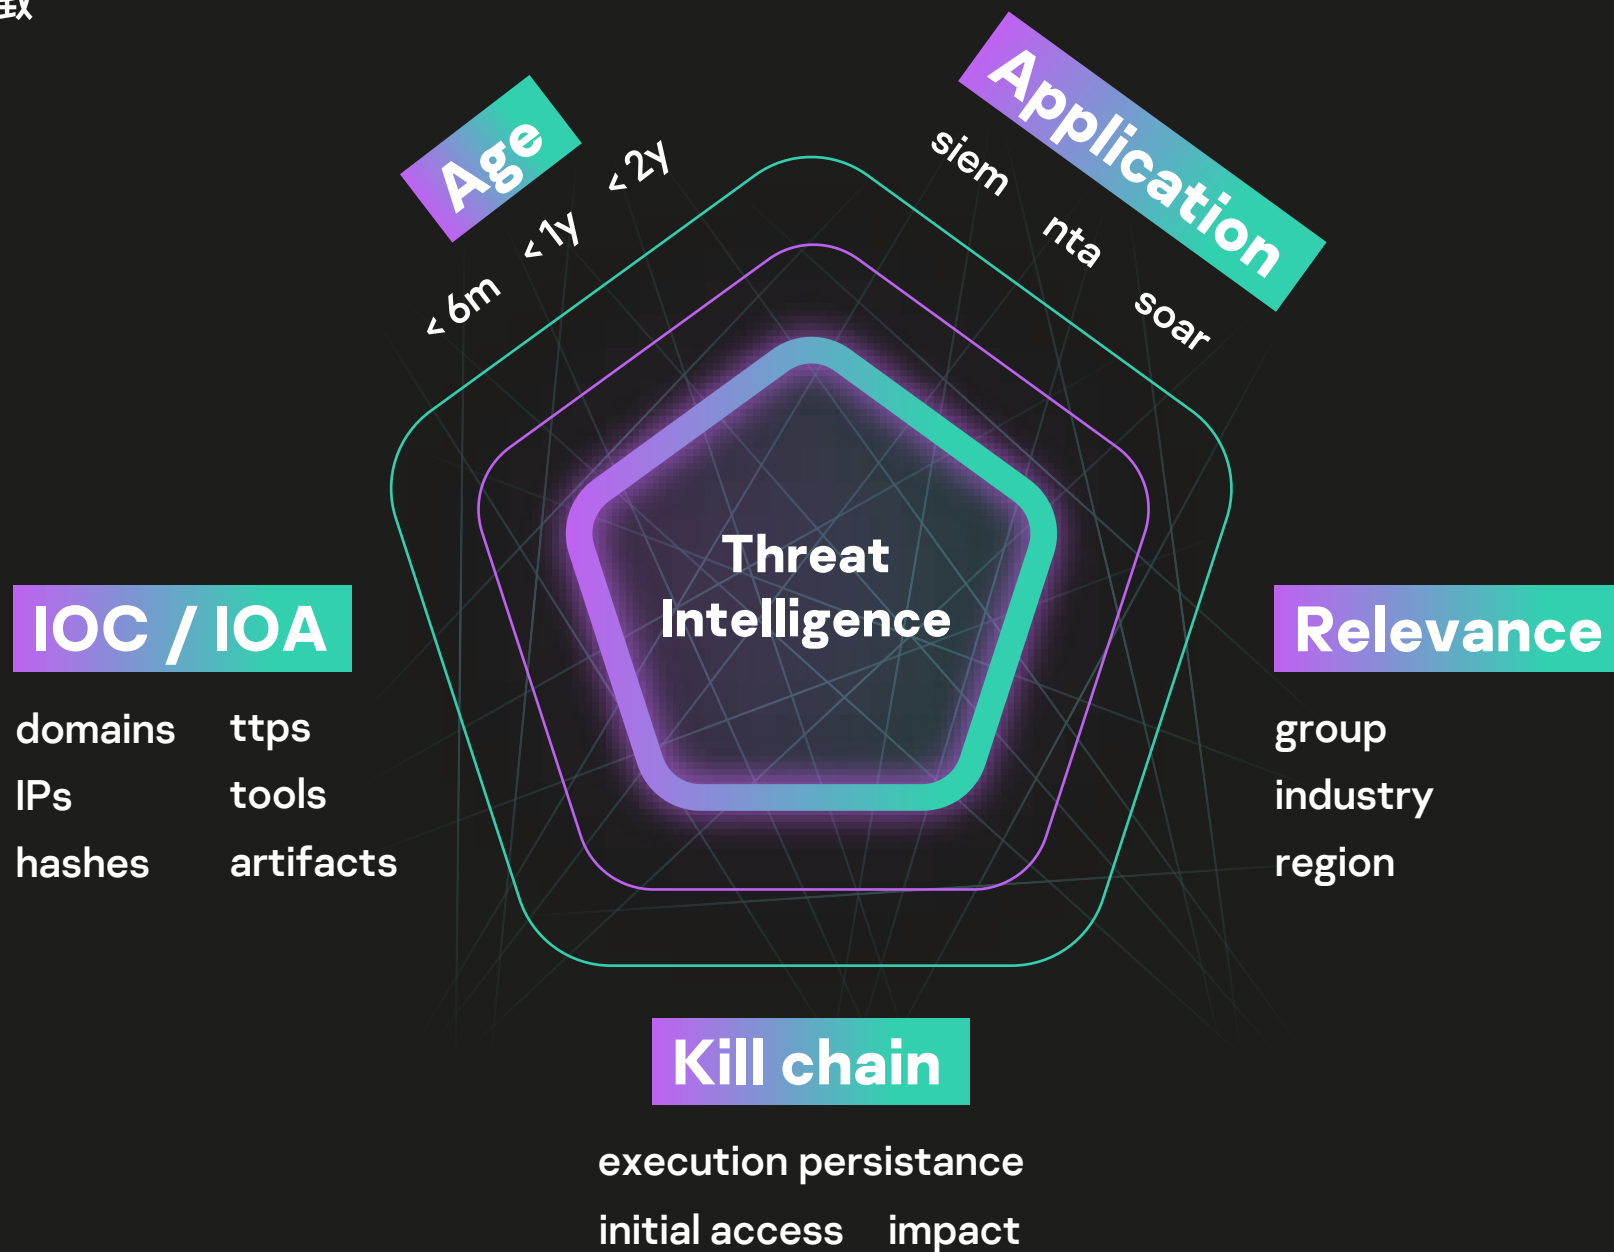 Age
< 6m
< 1y
< 2y
Application
siem
nta
soar
Threat
Intelligence
IOC / IOA
domains ttps
IPs tools
hashes artifacts
Relevance
group
industry
region
Kill chain
execution persistance
initial access impact